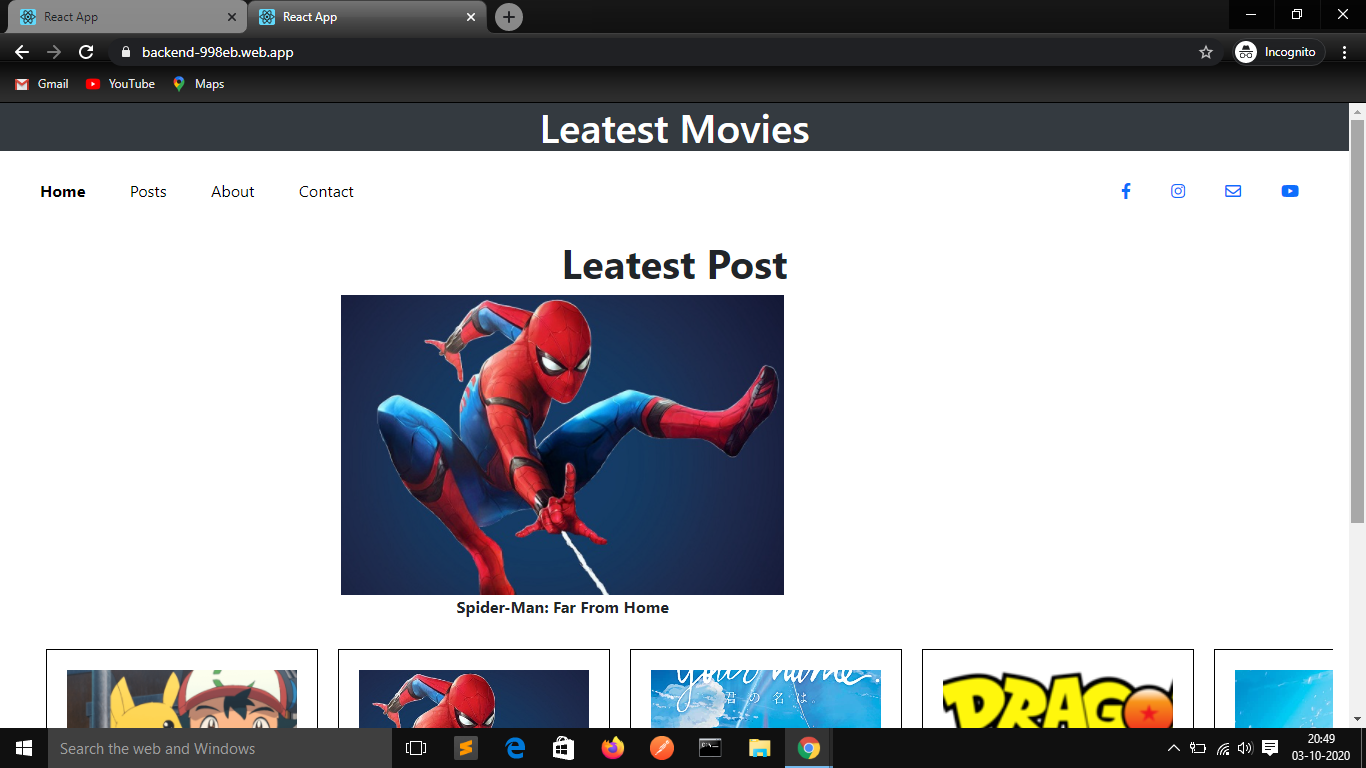 React App
React App
backend-998eb.web.app
Incognito
Gmail
YouTube
Maps
Leatest Movies
Home
Posts
About
Contact
Leatest Post
Spider-Man: Far From Home
your name.
君の名は。
DRAGO
Search the web and Windows
20:49
03-10-2020